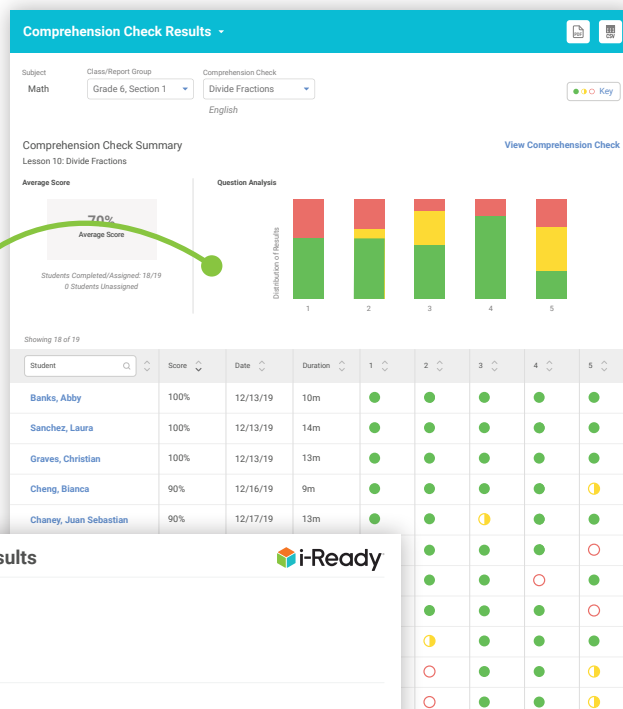 Comprehension Check Results
PDF
CSV
Subject
Class/Report Group
Comprehension Check
Math
Grade 6, Section 1
Divide Fractions
English
Key
Comprehension Check Summary
View Comprehension Check
Lesson 10: Divide Fractions
Average Score
Question Analysis
70%
Average Score
Students Completed/Assigned: 18/19
0 Students Unassigned
Distribution of Results
1 2 3 4 5
Showing 18 of 19
Student Score Date Duration 1 2 3 4 5
Banks, Abby 100% 12/13/19 10m
Sanchez, Laura 100% 12/13/19 14m
Graves, Christian 100% 12/13/19 13m
Cheng, Bianca 90% 12/16/19 9m
Chaney, Juan Sebastian 90% 12/17/19 13m
sults
i-Ready